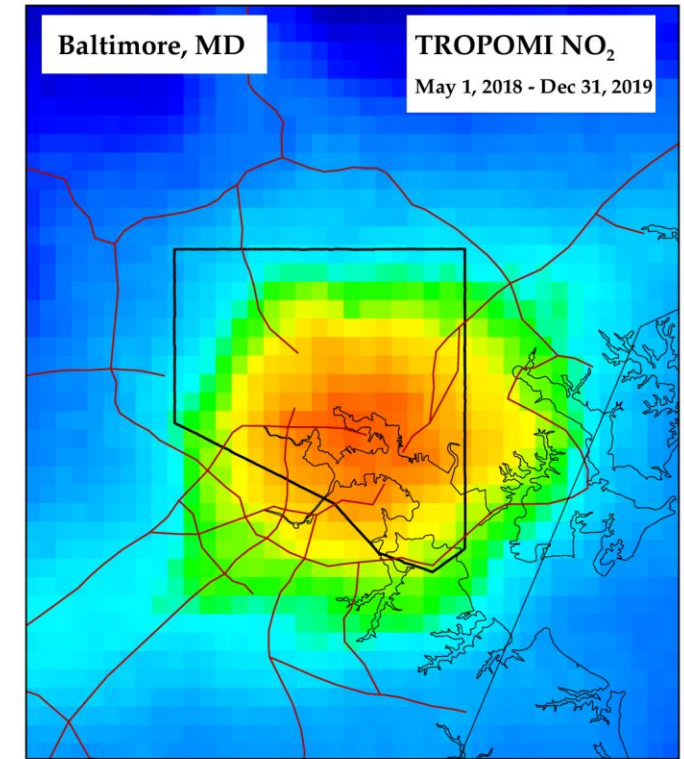 Baltimore, MD
TROPOMI NO₂
May 1, 2018 - Dec 31, 2019